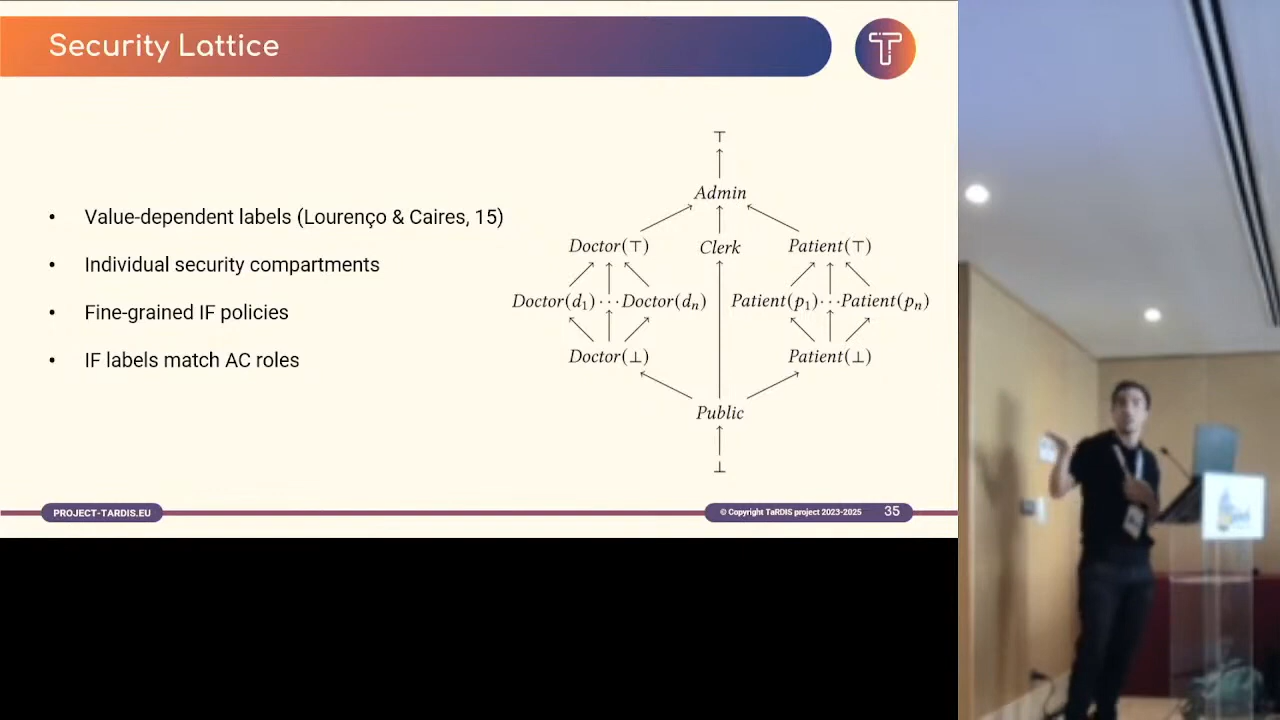 Security Lattice
T
• Value-dependent labels (Lourenço & Caires, 15)
• Individual security compartments
• Fine-grained IF policies
• IF labels match AC roles
⊤
Admin
Doctor(⊤) Clerk Patient(⊤)
Doctor(d₁) ··· Doctor(dₙ) Patient(p₁) ··· Patient(pₙ)
Doctor(⊥) Patient(⊥)
Public
⊥
PROJECT-TARDIS.EU
© Copyright TaRDIS project 2023-2025 35